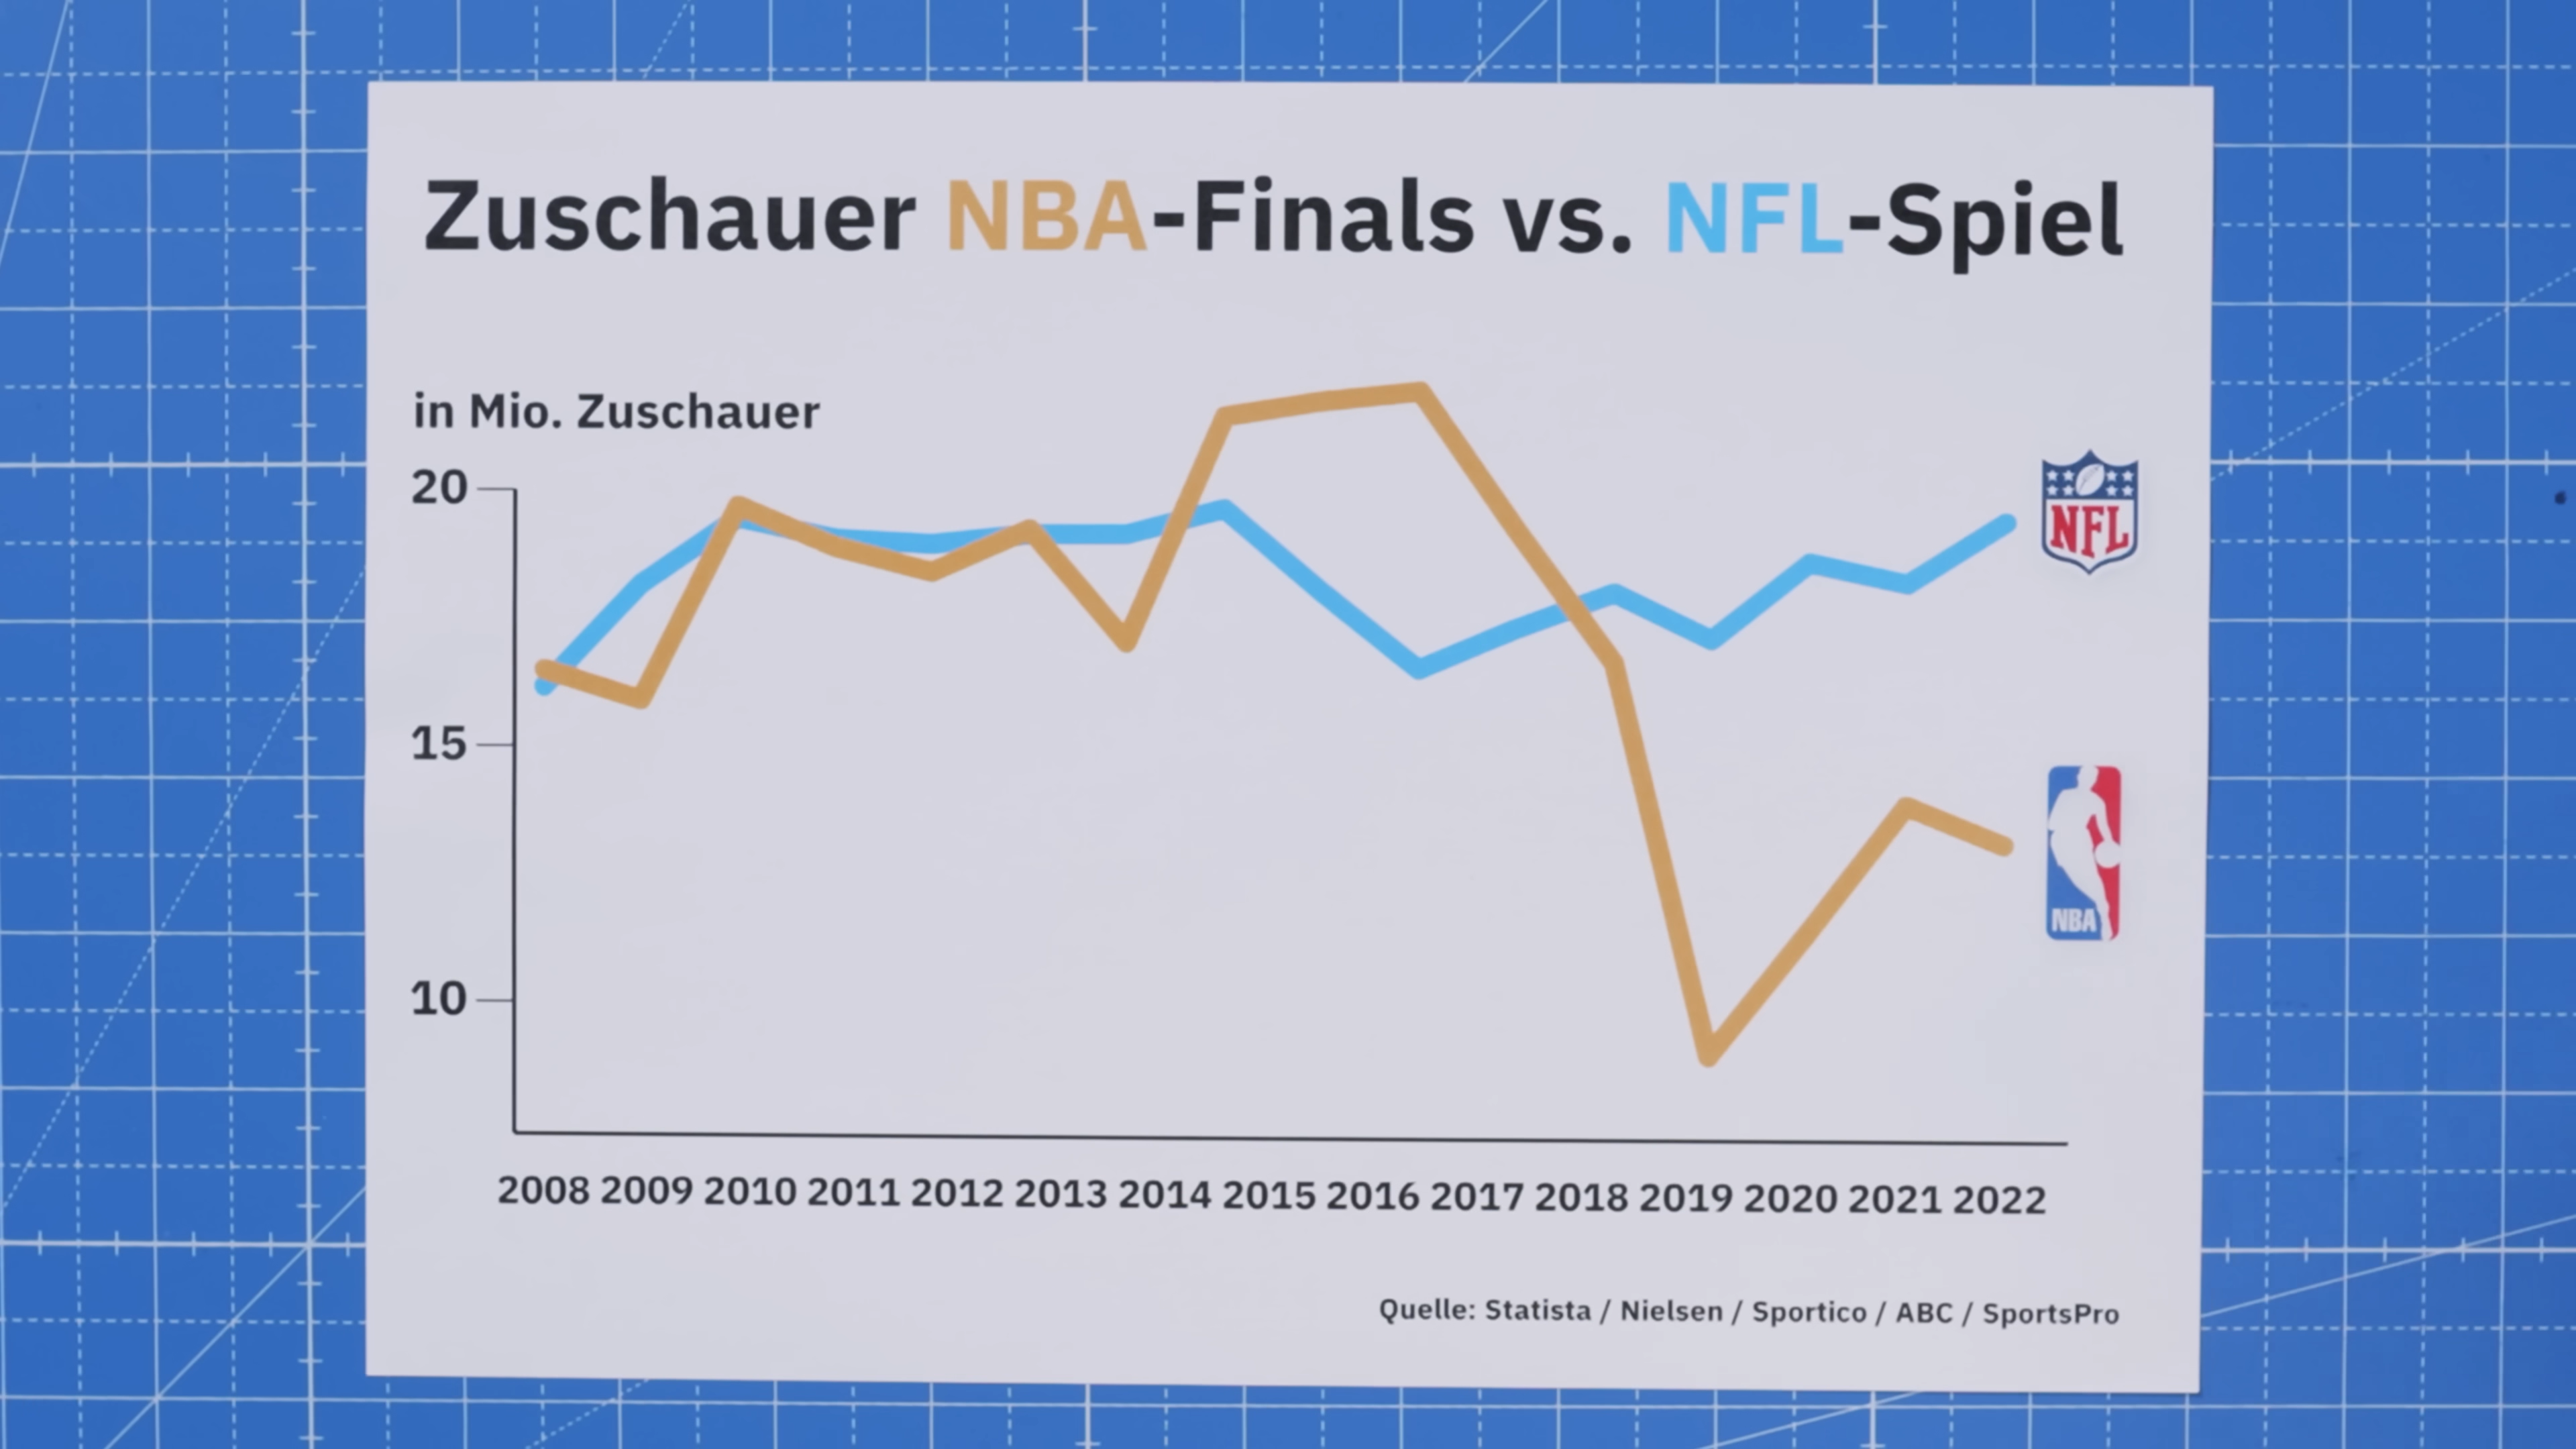 Zuschauer NBA-Finals vs. NFL-Spiel
in Mio. Zuschauer
20
15
10
NFL
NBA
2008 2009 2010 2011 2012 2013 2014 2015 2016 2017 2018 2019 2020 2021 2022
Quelle: Statista / Nielsen / Sportico / ABC / SportsPro